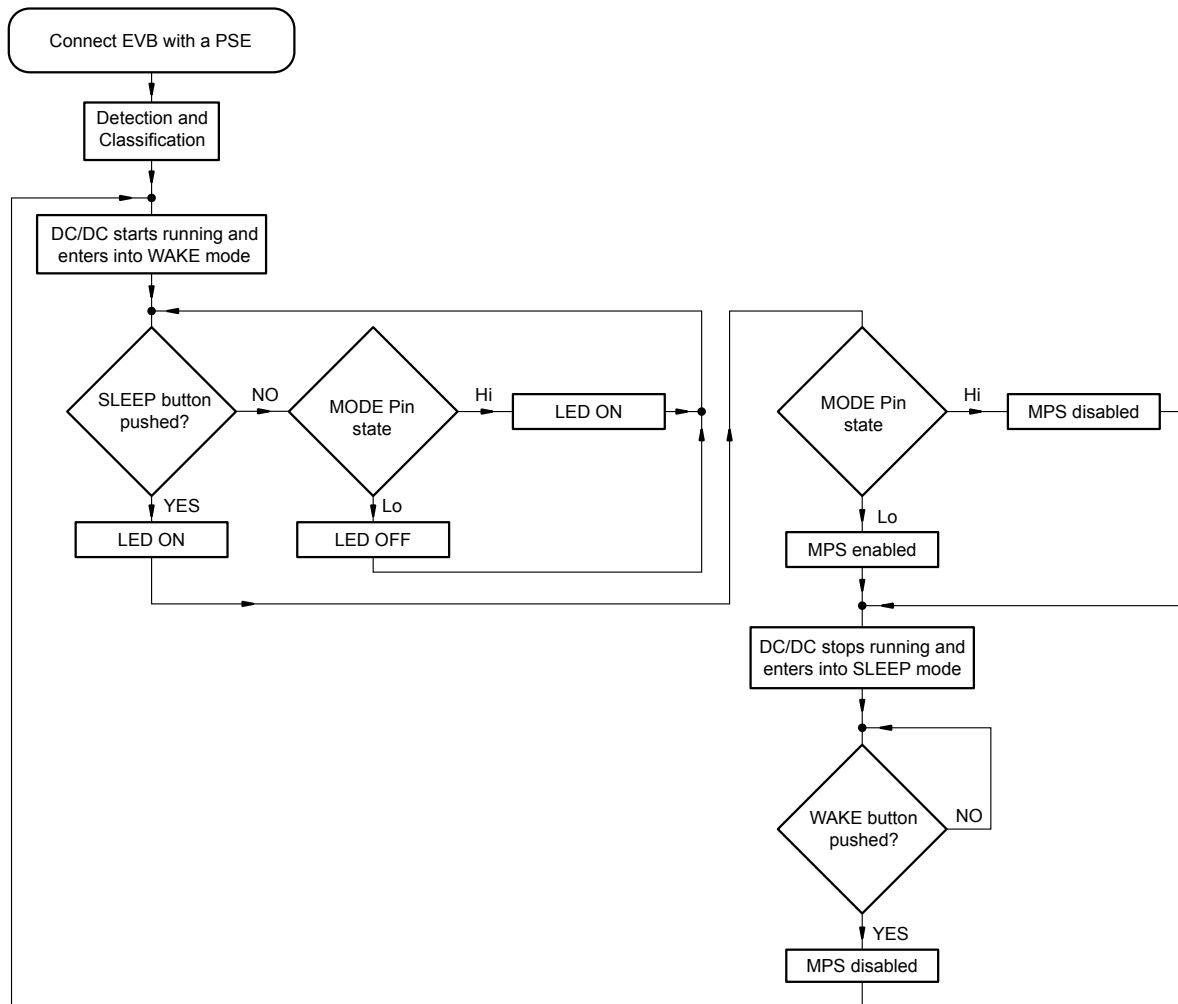 Connect EVB with a PSE
Detection and
Classification
DC/DC starts running and
enters into WAKE mode
SLEEP button
pushed?
NO
MODE Pin
state
Hi
LED ON
YES
LED ON
Lo
LED OFF
MODE Pin
state
Hi
MPS disabled
Lo
MPS enabled
DC/DC stops running and
enters into SLEEP mode
WAKE button
pushed?
NO
YES
MPS disabled